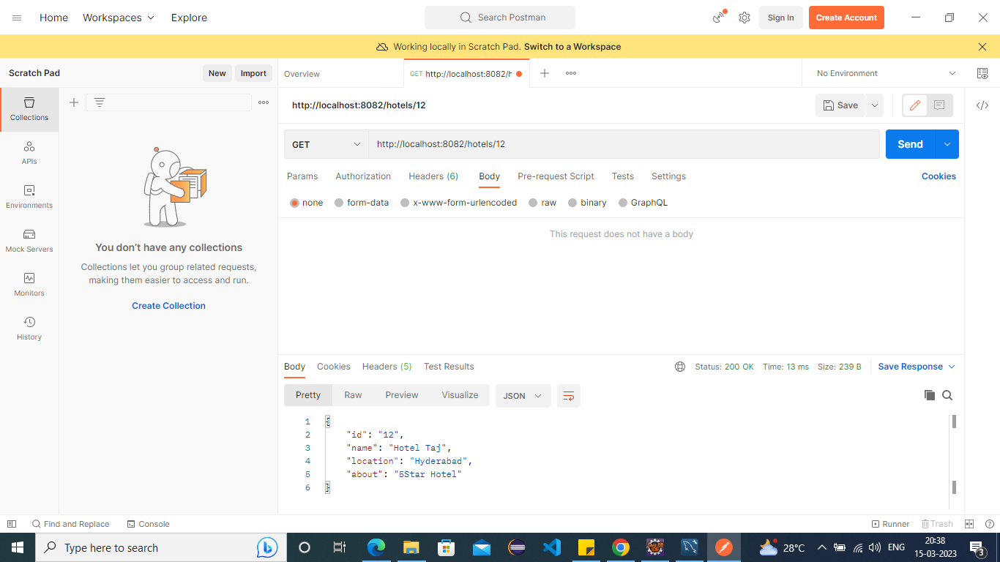 Home Workspaces Explore Search Postman Sign In Create Account
Working locally in Scratch Pad. Switch to a Workspace
Scratch Pad New Import Overview GET http://localhost:8082/h No Environment
http://localhost:8082/hotels/12 Save
Collections
APIs
Environments
Mock Servers
Monitors
History
You don't have any collections
Collections let you group related requests,
making them easier to access and run.
Create Collection
GET http://localhost:8082/hotels/12 Send
Params Authorization Headers (6) Body Pre-request Script Tests Settings Cookies
none form-data x-www-form-urlencoded raw binary GraphQL
This request does not have a body
Body Cookies Headers (5) Test Results Status: 200 OK Time: 13 ms Size: 239 B Save Response
Pretty Raw Preview Visualize JSON
1 {
2 "id": "12",
3 "name": "Hotel Taj",
4 "location": "Hyderabad",
5 "about": "5Star Hotel"
6 }
Find and Replace Console Runner Trash
Type here to search 28°C ENG 20:38
15-03-2023 3